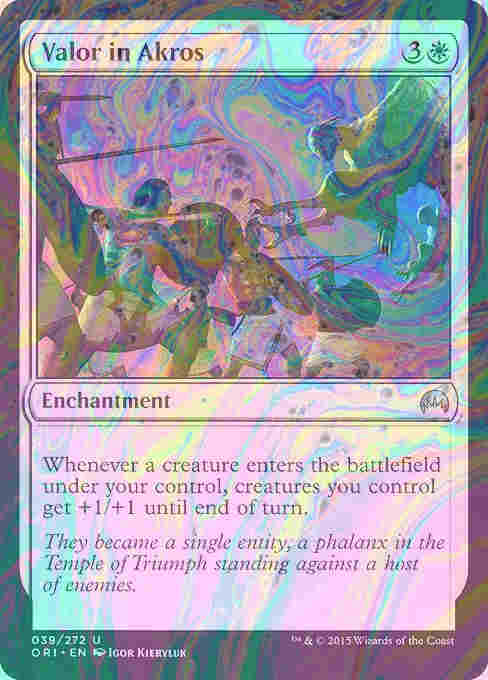 Valor in Akros 3
Enchantment
Whenever a creature enters the battlefield
under your control, creatures you control
get +1/+1 until end of turn.
They became a single entity, a phalanx in the
Temple of Triumph standing against a host
of enemies.
039/272 U
ORI • EN Igor Kieryluk
™ & © 2015 Wizards of the Coast